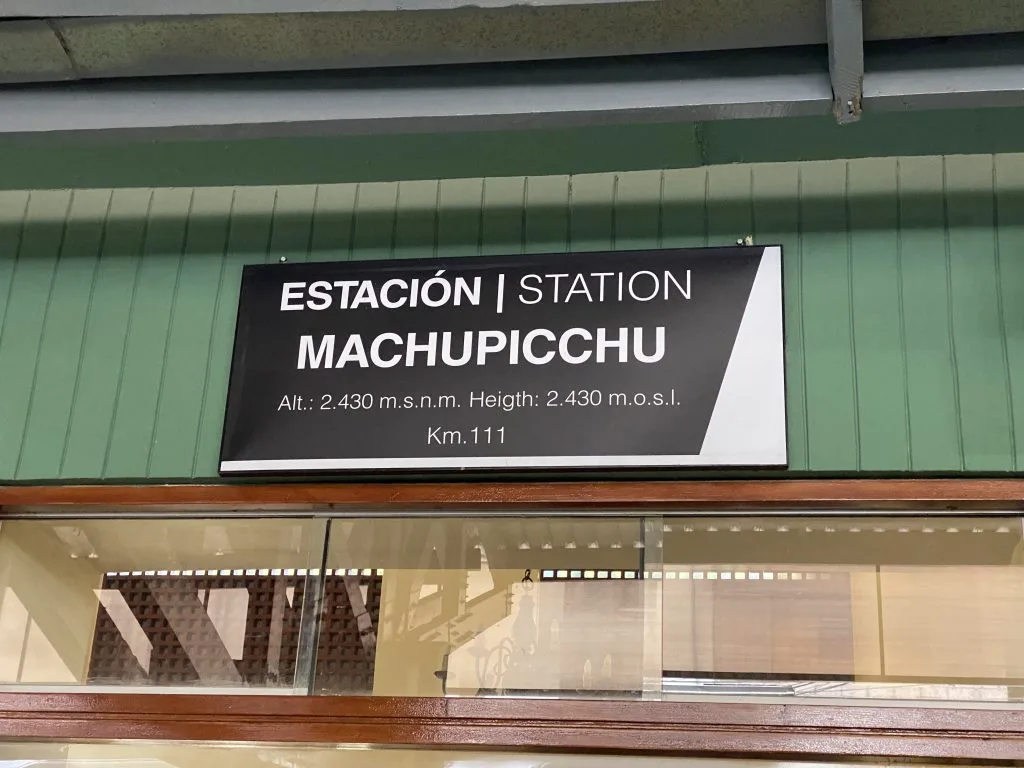 ESTACIÓN | STATION
MACHUPICCHU
Alt.: 2.430 m.s.n.m. Heigth: 2.430 m.o.s.l.
Km.111